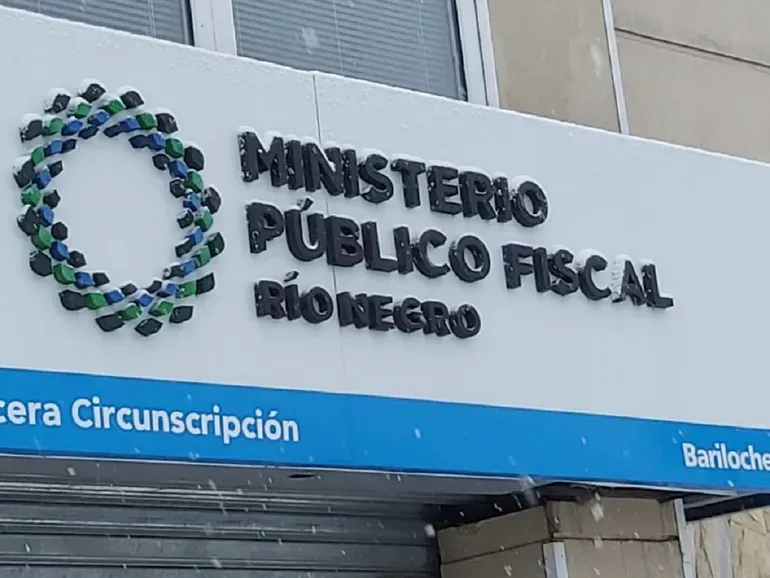 MINISTERIO
PÚBLICO FISCAL
RÍO NEGRO
cera Circunscripción
Bariloche